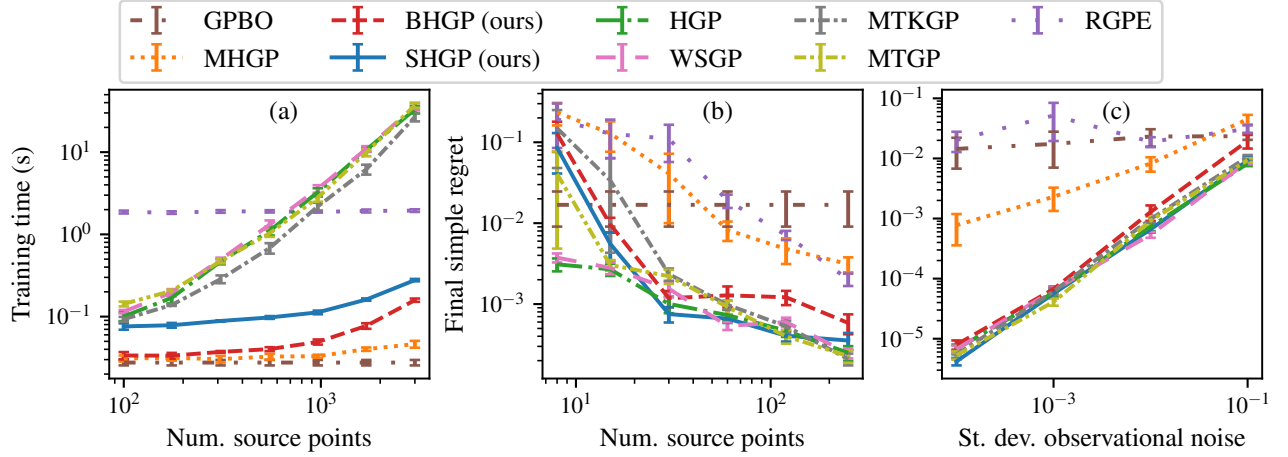 GPBO BHGP (ours) HGP MTKGP RGPE
MHGP SHGP (ours) WSGP MTGP
(a) (b) (c)
Training time (s)
10^1
10^0
10^{-1}
10^2 10^3
Num. source points
Final simple regret
10^{-1}
10^{-2}
10^{-3}
10^1 10^2
Num. source points
10^{-1}
10^{-2}
10^{-3}
10^{-4}
10^{-5}
10^{-3} 10^{-1}
St. dev. observational noise